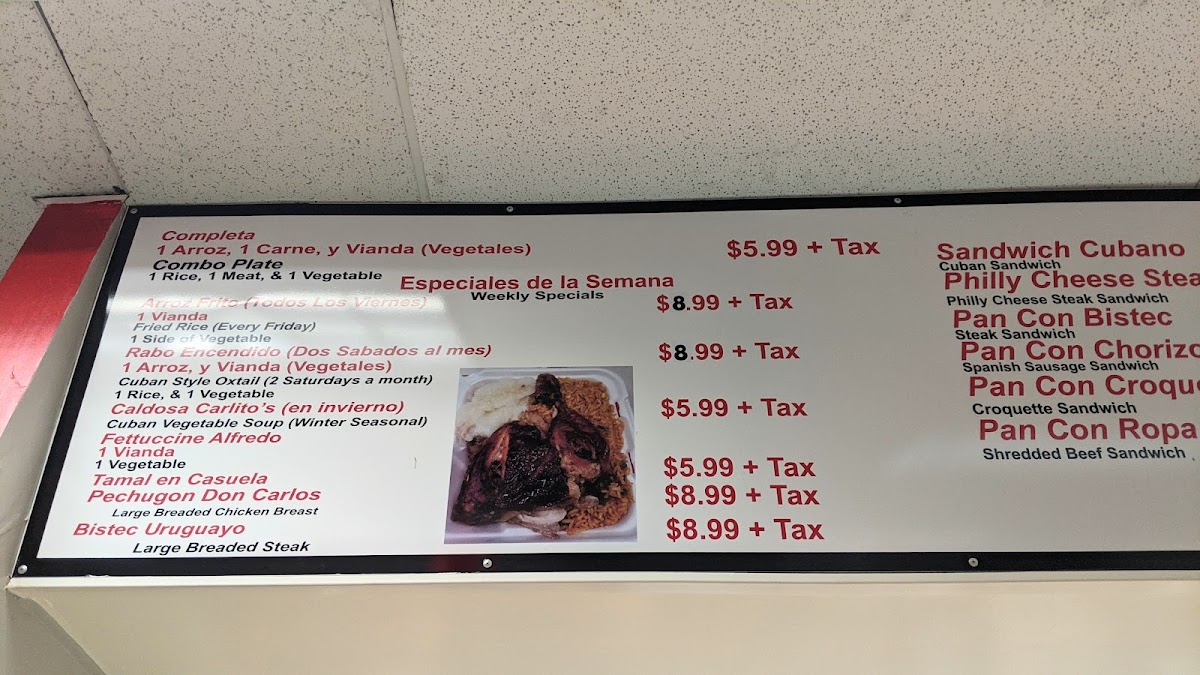 Completa
1 Arroz, 1 Carne, y Vianda (Vegetales) $5.99 + Tax
Combo Plate
1 Rice, 1 Meat, & 1 Vegetable
Especiales de la Semana
Weekly Specials
Arroz Frito (Todos Los Viernes) $8.99 + Tax
1 Vianda
Fried Rice (Every Friday)
1 Side of Vegetable
Rabo Encendido (Dos Sabados al mes) $8.99 + Tax
1 Arroz, y Vianda (Vegetales)
Cuban Style Oxtail (2 Saturdays a month)
1 Rice, & 1 Vegetable
Caldosa Carlito's (en invierno) $5.99 + Tax
Cuban Vegetable Soup (Winter Seasonal)
Fettuccine Alfredo
1 Vianda
1 Vegetable
Tamal en Casuela $5.99 + Tax
Pechugon Don Carlos $8.99 + Tax
Large Breaded Chicken Breast
Bistec Uruguayo $8.99 + Tax
Large Breaded Steak
Sandwich Cubano
Cuban Sandwich
Philly Cheese Stea
Philly Cheese Steak Sandwich
Pan Con Bistec
Steak Sandwich
Pan Con Chorizo
Spanish Sausage Sandwich
Pan Con Croque
Croquette Sandwich
Pan Con Ropa
Shredded Beef Sandwich